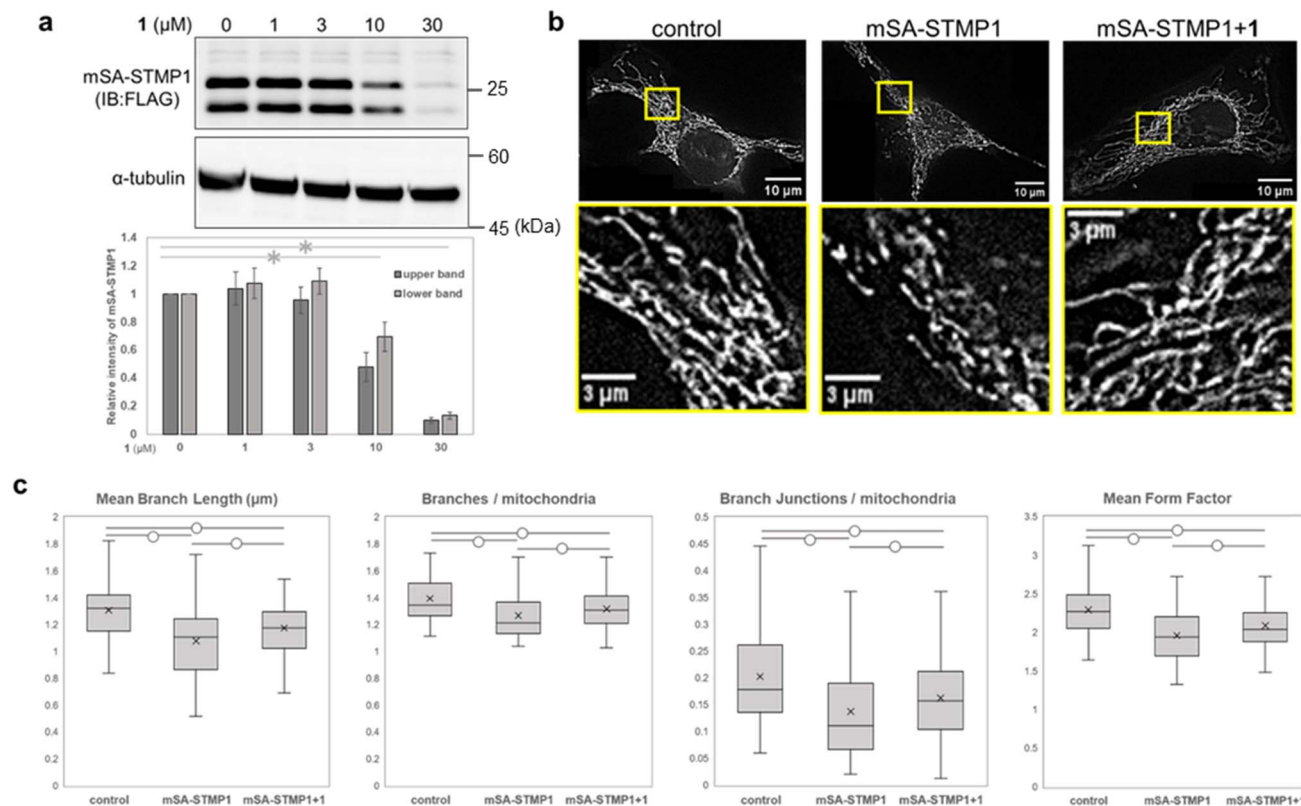 a
1 (μM) 0 1 3 10 30
mSA-STMP1
(IB:FLAG)
25
α-tubulin
60
45 (kDa)
Relative intensity of mSA-STMP1
1.4
1.2
1
0.8
0.6
0.4
0.2
0
* 
*
upper band
lower band
1 (μM) 0 1 3 10 30
b
control mSA-STMP1 mSA-STMP1+1
10 μm 10 μm 10 μm
3 μm 3 μm 3 μm
c
Mean Branch Length (μm)
2
1.8
1.6
1.4
1.2
1
0.8
0.6
0.4
0.2
0
control mSA-STMP1 mSA-STMP1+1
Branches / mitochondria
2
1.8
1.6
1.4
1.2
1
0.8
0.6
0.4
0.2
0
control mSA-STMP1 mSA-STMP1+1
Branch Junctions / mitochondria
0.5
0.45
0.4
0.35
0.3
0.25
0.2
0.15
0.1
0.05
0
control mSA-STMP1 mSA-STMP1+1
Mean Form Factor
3.5
3
2.5
2
1.5
1
0.5
0
control mSA-STMP1 mSA-STMP1+1